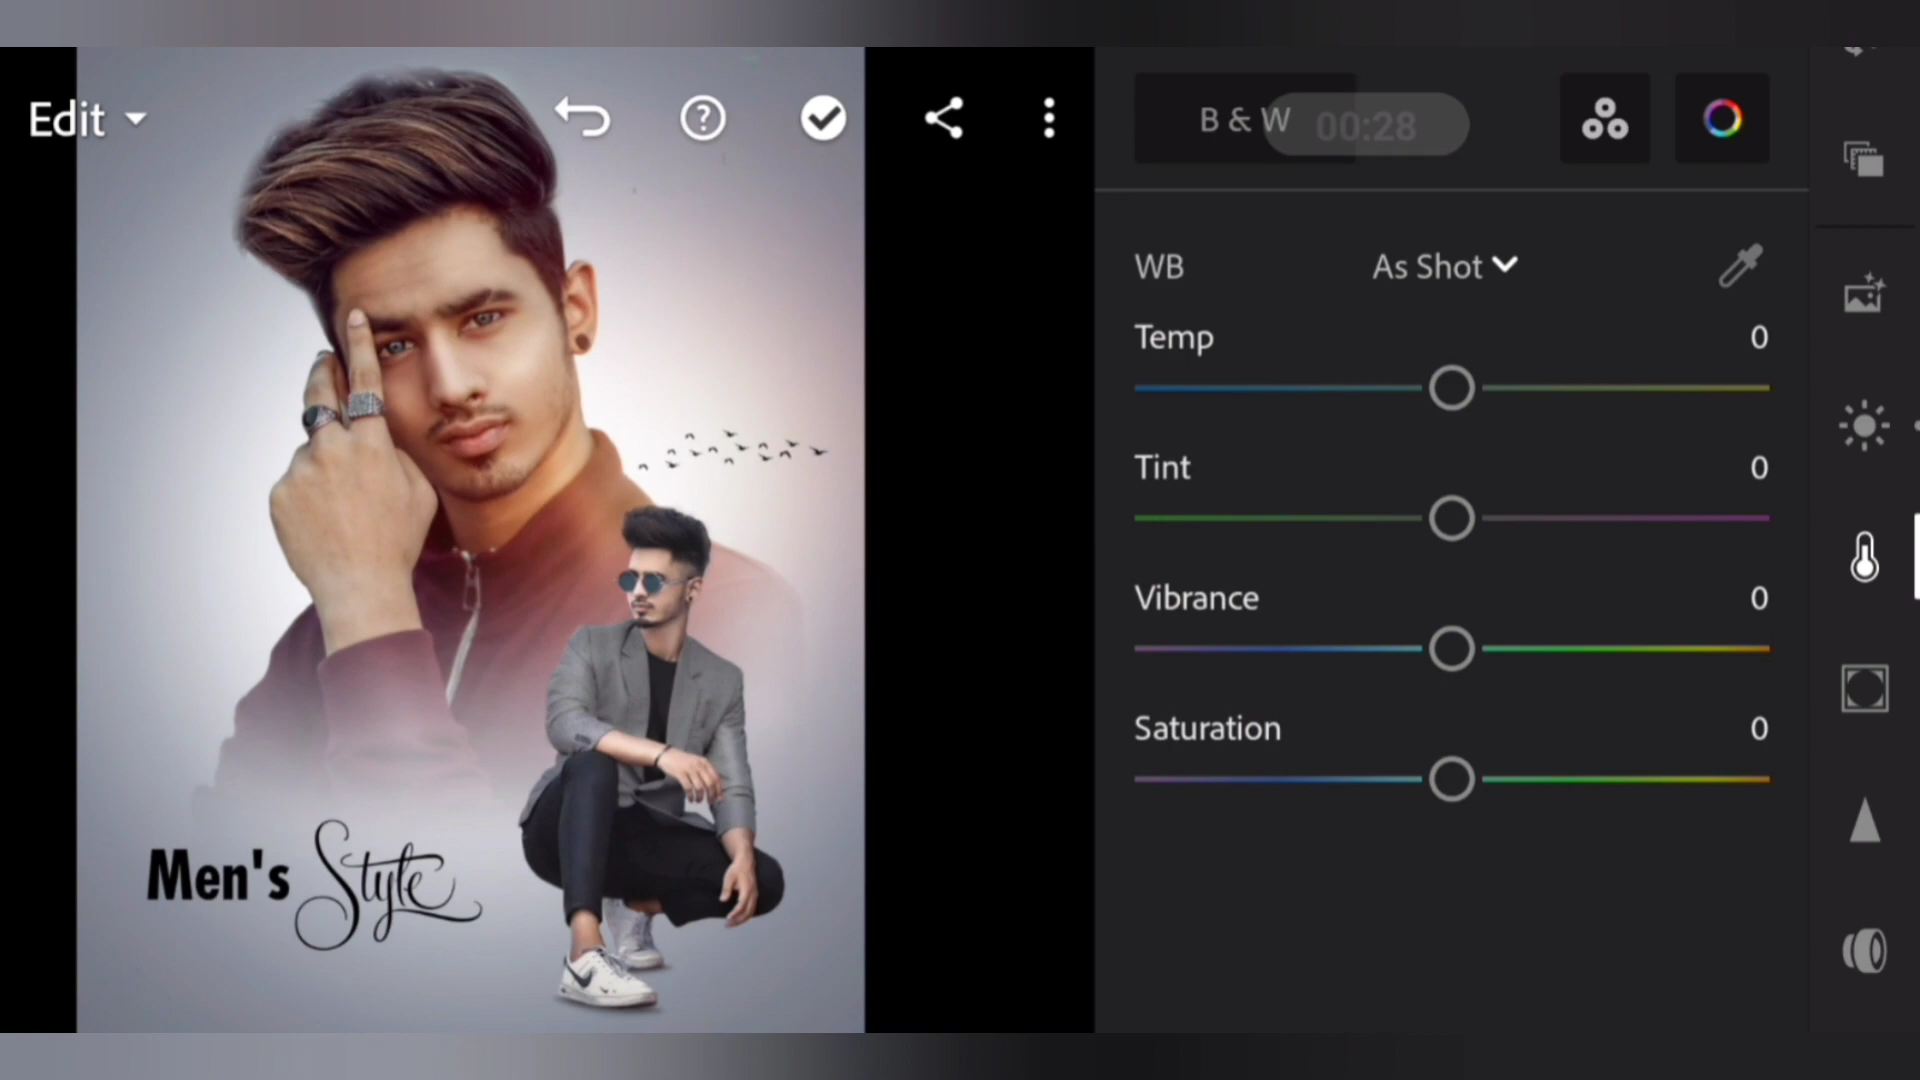 Edit
B & W
00:28
WB
As Shot
Temp
0
Tint
0
Vibrance
0
Saturation
0
Men's Style